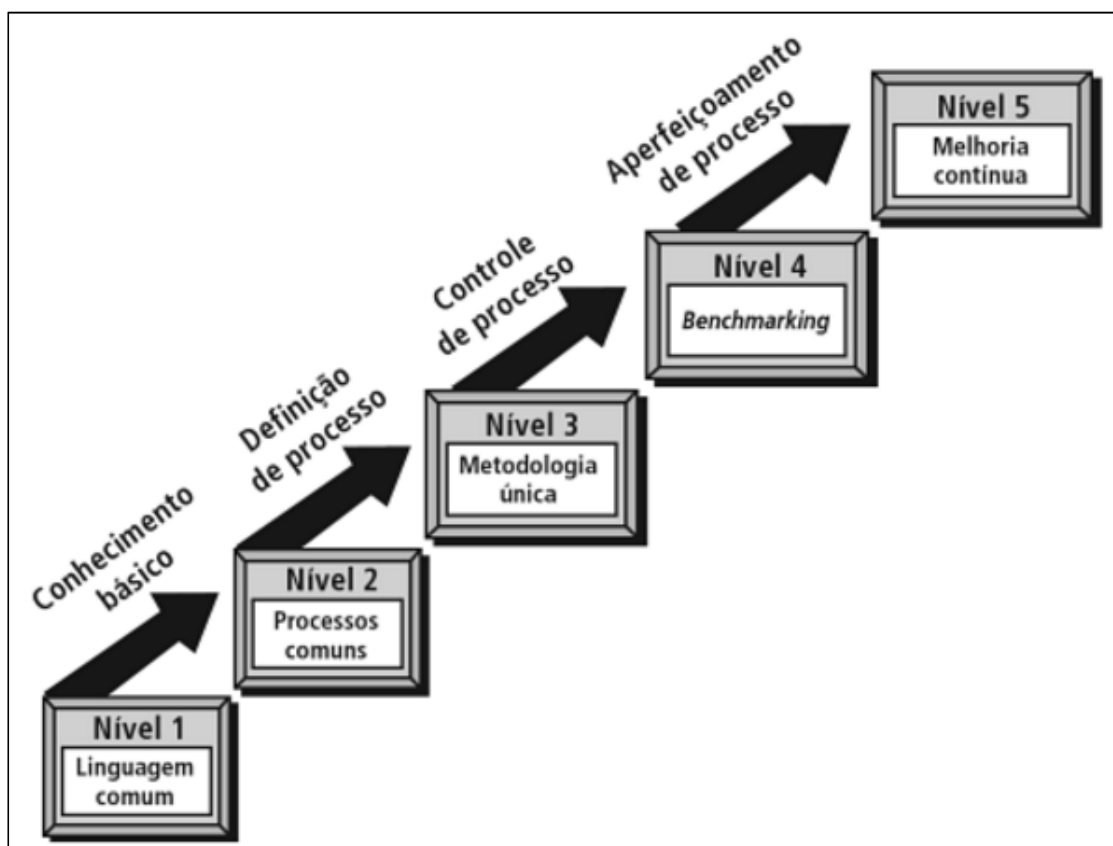 Nível 5
Melhoria
contínua
Aperfeiçoamento
de processo
Nível 4
Benchmarking
Controle
de processo
Nível 3
Metodologia
única
Definição
de processo
Nível 2
Processos
comuns
Conhecimento
básico
Nível 1
Linguagem
comum